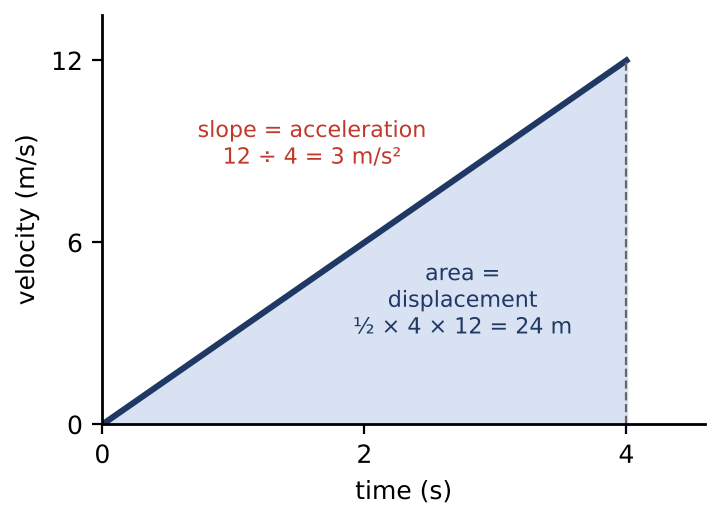 12
slope = acceleration
12 ÷ 4 = 3 m/s²
velocity (m/s)
6
area =
displacement
½ × 4 × 12 = 24 m
0
0
2
4
time (s)